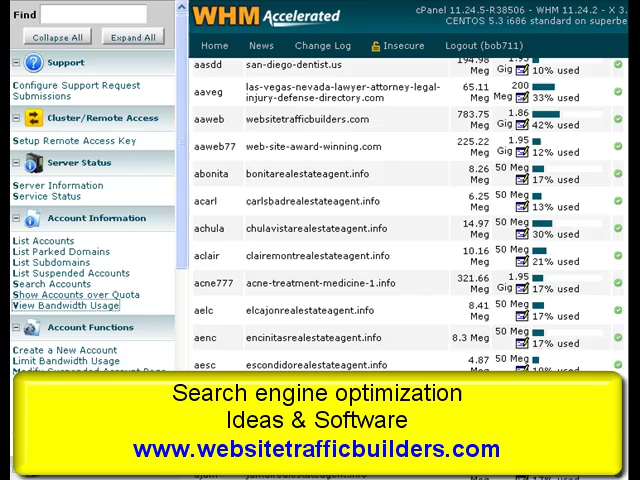 Find
Collapse All Expand All
Support
Configure Support Request
Submissions
Cluster/Remote Access
Setup Remote Access Key
Server Status
Server Information
Service Status
Account Information
List Accounts
List Parked Domains
List Subdomains
List Suspended Accounts
Search Accounts
Show Accounts over Quota
View Bandwidth Usage
Account Functions
Create a New Account
Limit Bandwidth Usage
WHM Accelerated
cPanel 11.24.5-R38506 - WHM 11.24.2 - X 3.
CENTOS 5.3 i686 standard on superbe
Home News Change Log Insecure Logout (bob711)
aasdd san-diego-dentist.us 194.98 Meg 1.95 Gig 10% used
aaveg las-vegas-nevada-lawyer-attorney-legal-
injury-defense-directory.com 65.11 Meg 200 Meg 33% used
aaweb websitetrafficbuilders.com 783.75 Meg 1.86 Gig 42% used
aaweb77 web-site-award-winning.com 225.22 Meg 1.95 Gig 12% used
abonita bonitarealestateagent.info 8.26 Meg 50 Meg 17% used
acarl carlsbadrealestateagent.info 6.25 Meg 50 Meg 13% used
achula chulavistarealestateagent.info 14.97 Meg 50 Meg 30% used
aclair clairemontrealestateagent.info 10.16 Meg 50 Meg 21% used
acne777 acne-treatment-medicine-1.info 321.66 Meg 1.95 Gig 17% used
aelc elcajonrealestateagent.info 8.41 Meg 50 Meg 17% used
aenc encinitasrealestateagent.info 8.3 Meg 50 Meg 17% used
aesc escondidorealestateagent.info 4.87 50 Meg
Search engine optimization
Ideas & Software
www.websitetrafficbuilders.com